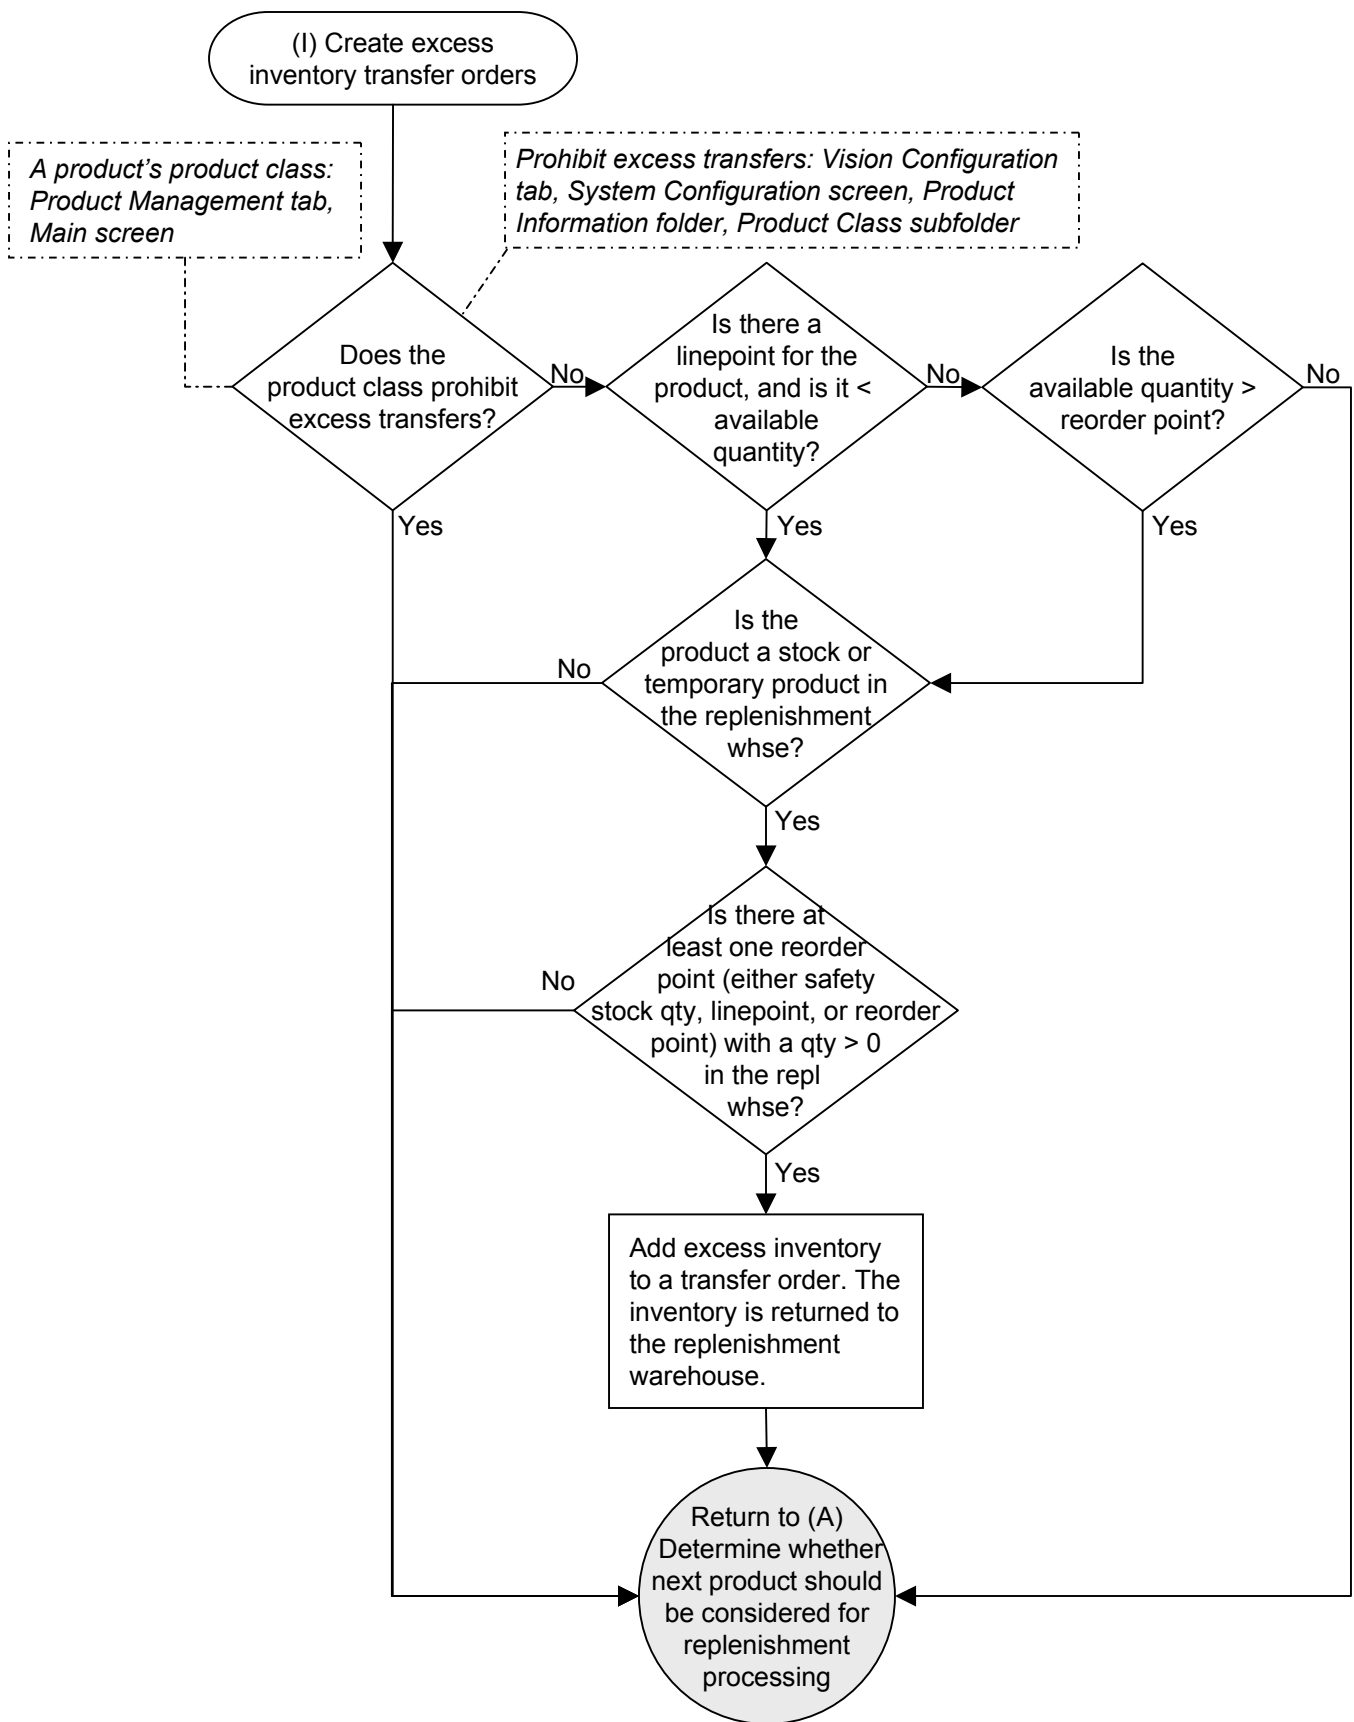 (I) Create excess
inventory transfer orders
A product's product class:
Product Management tab,
Main screen
Prohibit excess transfers: Vision Configuration
tab, System Configuration screen, Product
Information folder, Product Class subfolder
Does the
product class prohibit
excess transfers?
No
Yes
Is there a
linepoint for the
product, and is it <
available
quantity?
No
Yes
Is the
available quantity >
reorder point?
No
Yes
Is the
product a stock or
temporary product in
the replenishment
whse?
No
Yes
Is there at
least one reorder
point (either safety
stock qty, linepoint, or reorder
point) with a qty > 0
in the repl
whse?
No
Yes
Add excess inventory
to a transfer order. The
inventory is returned to
the replenishment
warehouse.
Return to (A)
Determine whether
next product should
be considered for
replenishment
processing